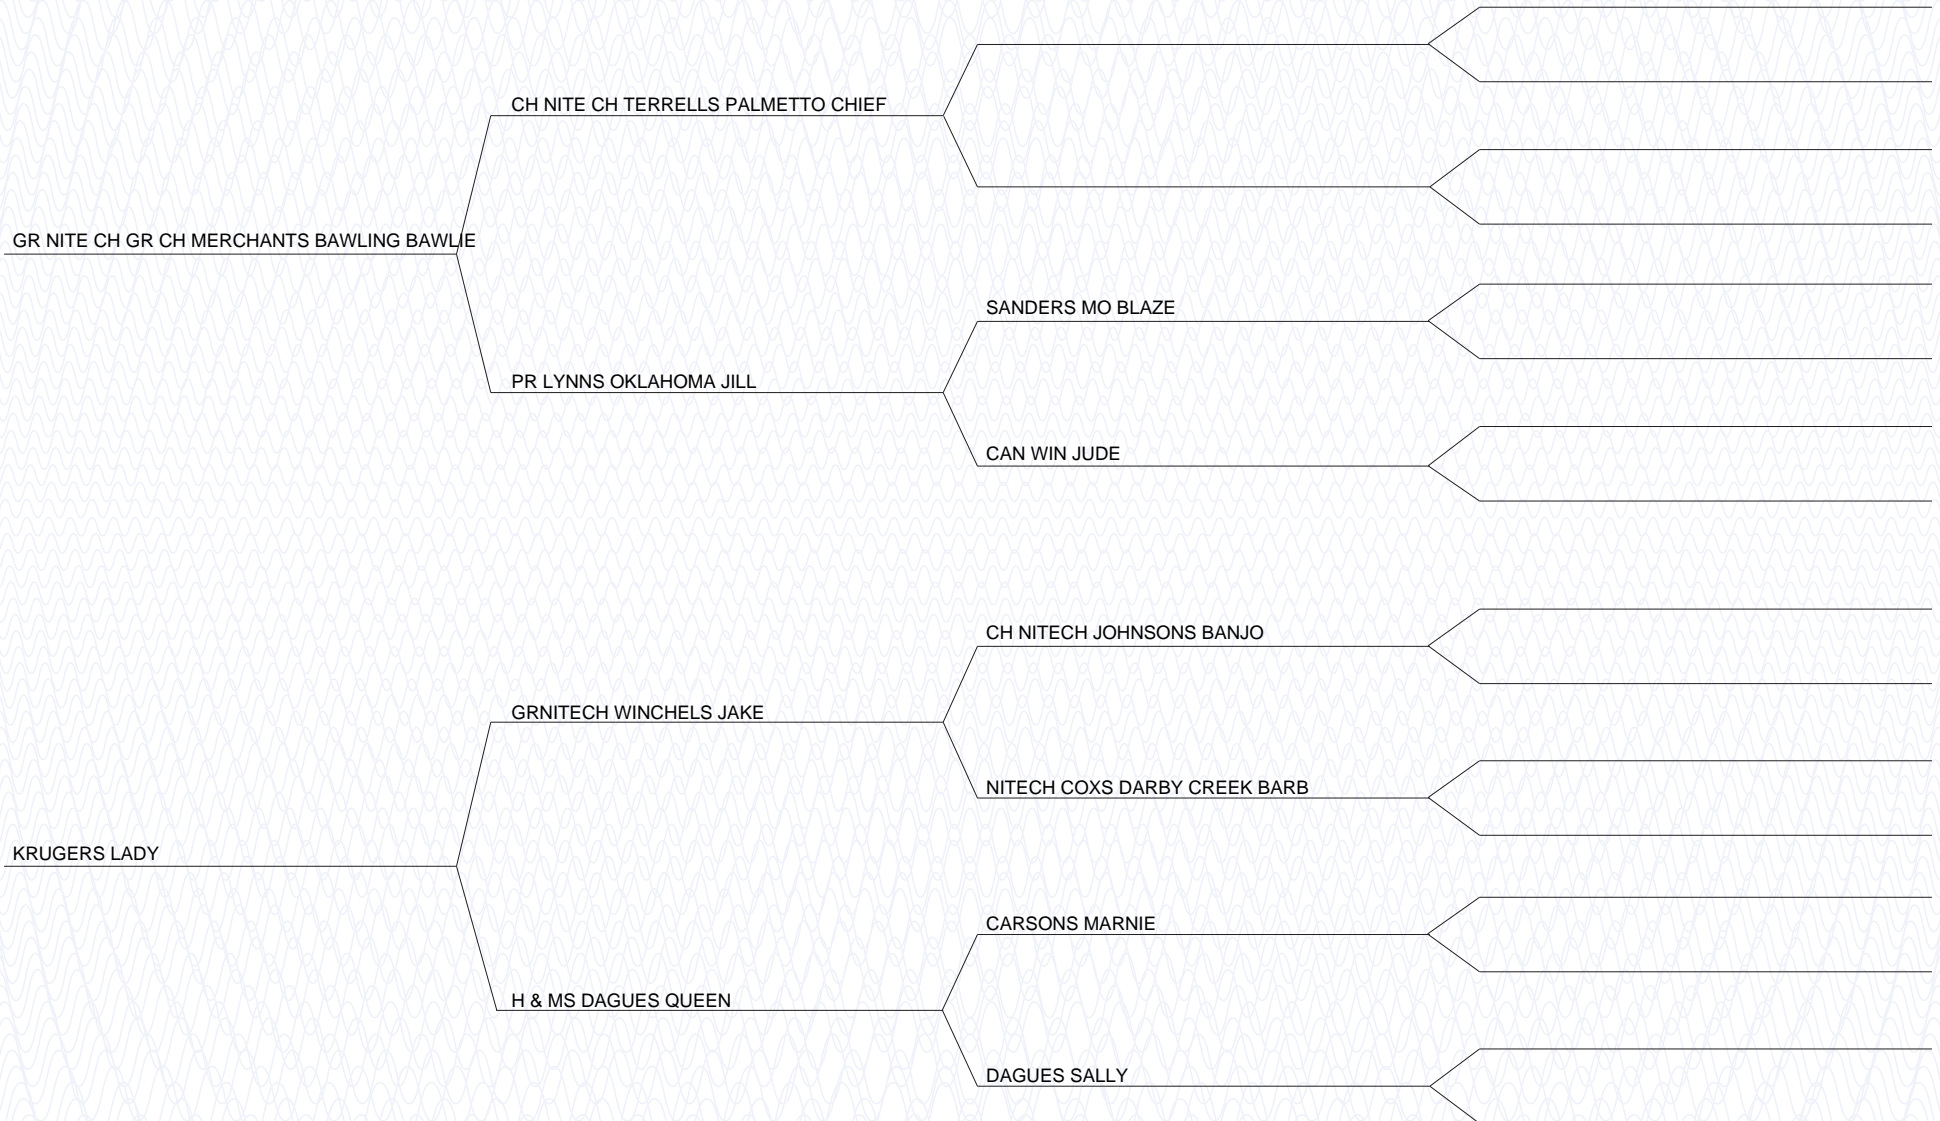 CH NITE CH TERRELLS PALMETTO CHIEF
GR NITE CH GR CH MERCHANTS BAWLING BAWLIE
SANDERS MO BLAZE
PR LYNNS OKLAHOMA JILL
CAN WIN JUDE
CH NITECH JOHNSONS BANJO
GRNITECH WINCHELS JAKE
NITECH COXS DARBY CREEK BARB
KRUGERS LADY
CARSONS MARNIE
H & MS DAGUES QUEEN
DAGUES SALLY